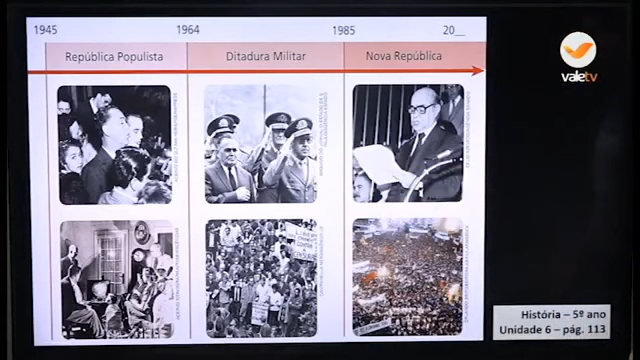 1945 1964 1985 20__
República Populista Ditadura Militar Nova República
valetv
História – 5º ano
Unidade 6 – pág. 113